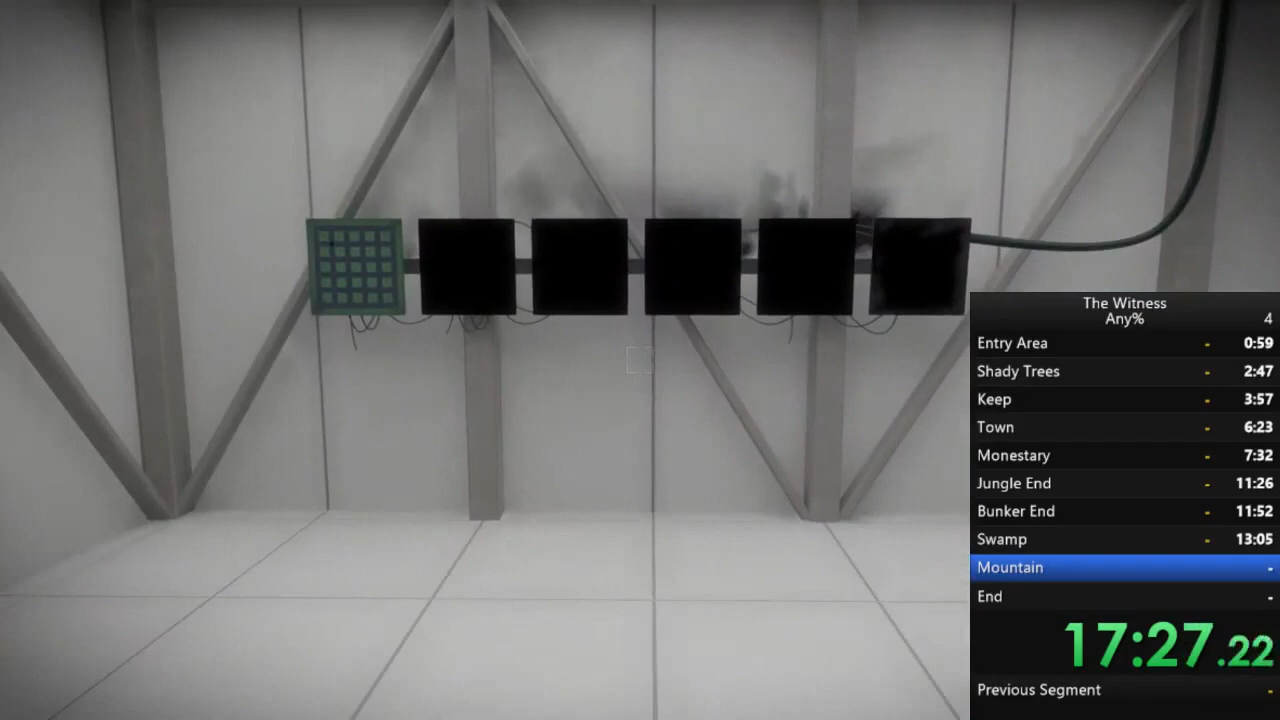 The Witness
Any% 4
Entry Area - 0:59
Shady Trees - 2:47
Keep - 3:57
Town - 6:23
Monestary - 7:32
Jungle End - 11:26
Bunker End - 11:52
Swamp - 13:05
Mountain -
End -
17:27.22
Previous Segment -